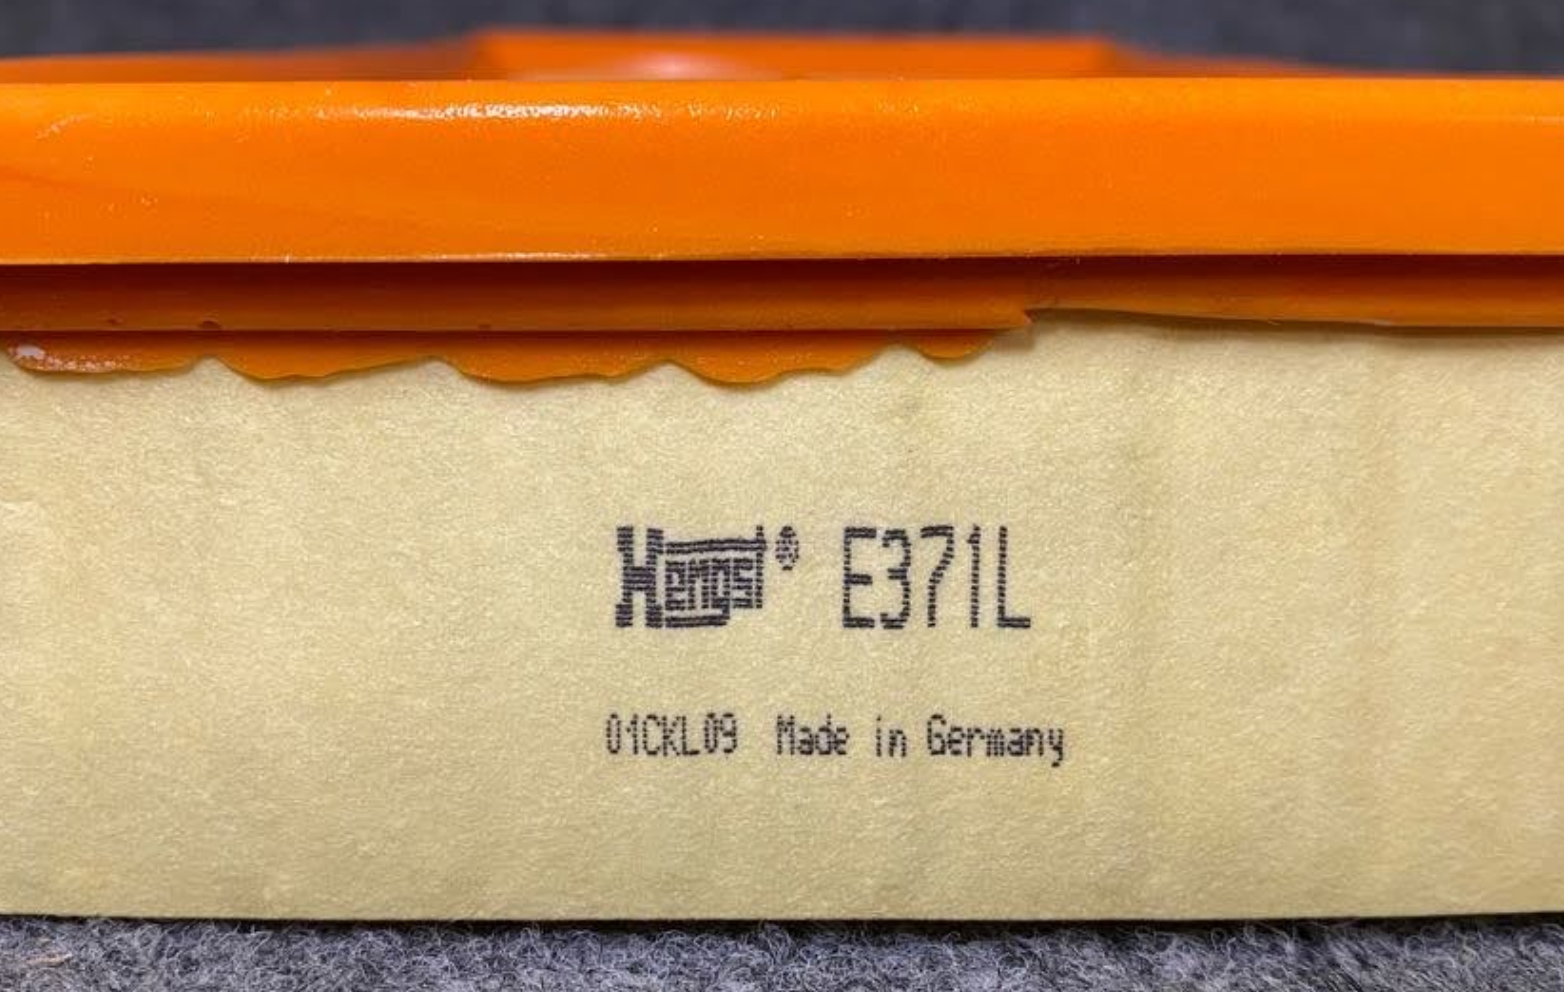 Hengst® E371L
01CKL09 Made in Germany